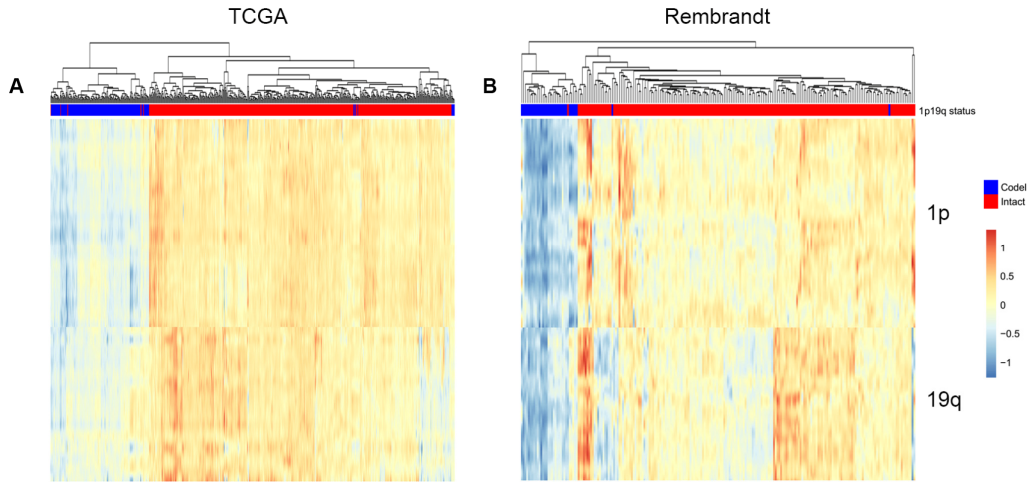 TCGA
Rembrandt
A
B
1p19q status
Codel
Intact
1p
1
0.5
0
−0.5
−1
19q